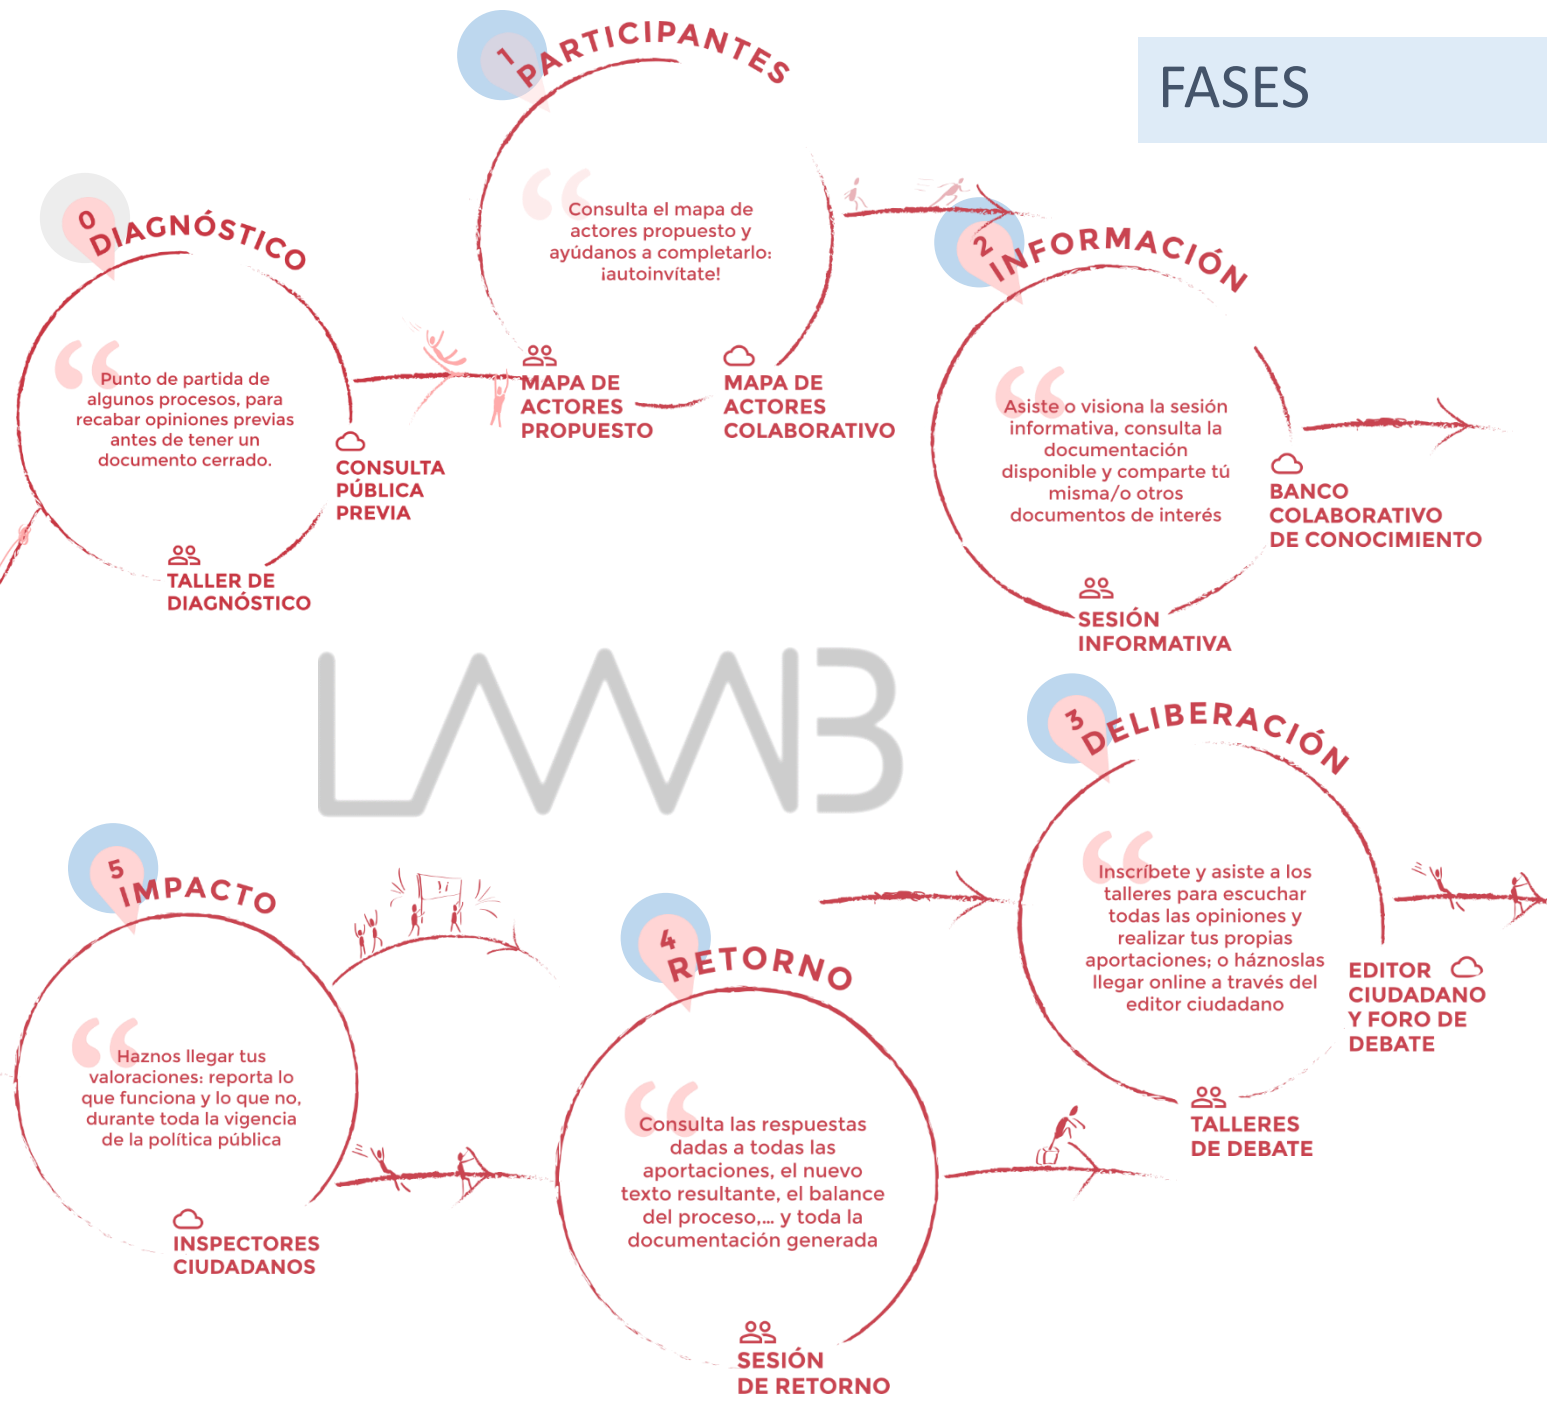 FASES
0
DIAGNÓSTICO
Punto de partida de
algunos procesos, para
recabar opiniones previas
antes de tener un
documento cerrado.
CONSULTA
PÚBLICA
PREVIA
TALLER DE
DIAGNÓSTICO
1
PARTICIPANTES
Consulta el mapa de
actores propuesto y
ayúdanos a completarlo:
¡autoinvítate!
MAPA DE
ACTORES
PROPUESTO
MAPA DE
ACTORES
COLABORATIVO
2
INFORMACIÓN
Asiste o visiona la sesión
informativa, consulta la
documentación
disponible y comparte tú
misma/o otros
documentos de interés
BANCO
COLABORATIVO
DE CONOCIMIENTO
SESIÓN
INFORMATIVA
LAAAB
3
DELIBERACIÓN
Inscríbete y asiste a los
talleres para escuchar
todas las opiniones y
realizar tus propias
aportaciones; o háznoslas
llegar online a través del
editor ciudadano
EDITOR
CIUDADANO
Y FORO DE
DEBATE
TALLERES
DE DEBATE
4
RETORNO
Consulta las respuestas
dadas a todas las
aportaciones, el nuevo
texto resultante, el balance
del proceso,... y toda la
documentación generada
SESIÓN
DE RETORNO
5
IMPACTO
Haznos llegar tus
valoraciones: reporta lo
que funciona y lo que no,
durante toda la vigencia
de la política pública
INSPECTORES
CIUDADANOS